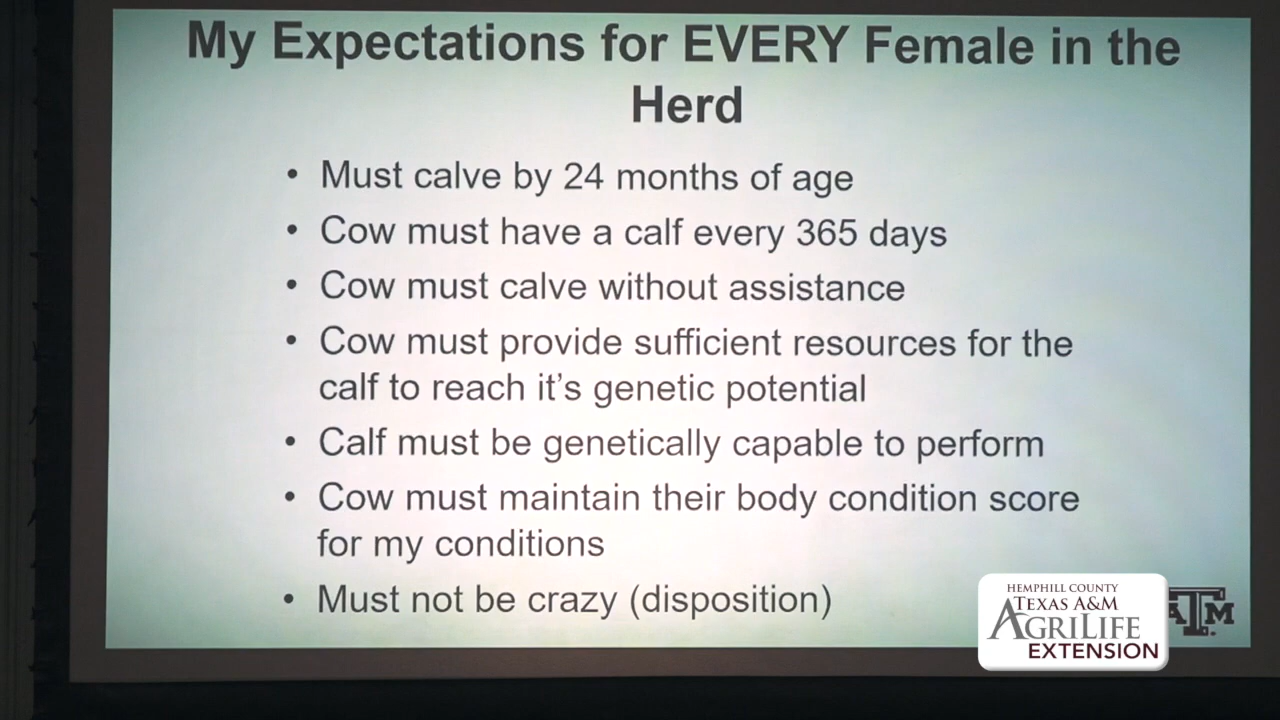 My Expectations for EVERY Female in the
Herd
• Must calve by 24 months of age
• Cow must have a calf every 365 days
• Cow must calve without assistance
• Cow must provide sufficient resources for the
calf to reach it's genetic potential
• Calf must be genetically capable to perform
• Cow must maintain their body condition score
for my conditions
• Must not be crazy (disposition)
HEMPHILL COUNTY
TEXAS A&M
AGRILIFE
EXTENSION
ATM